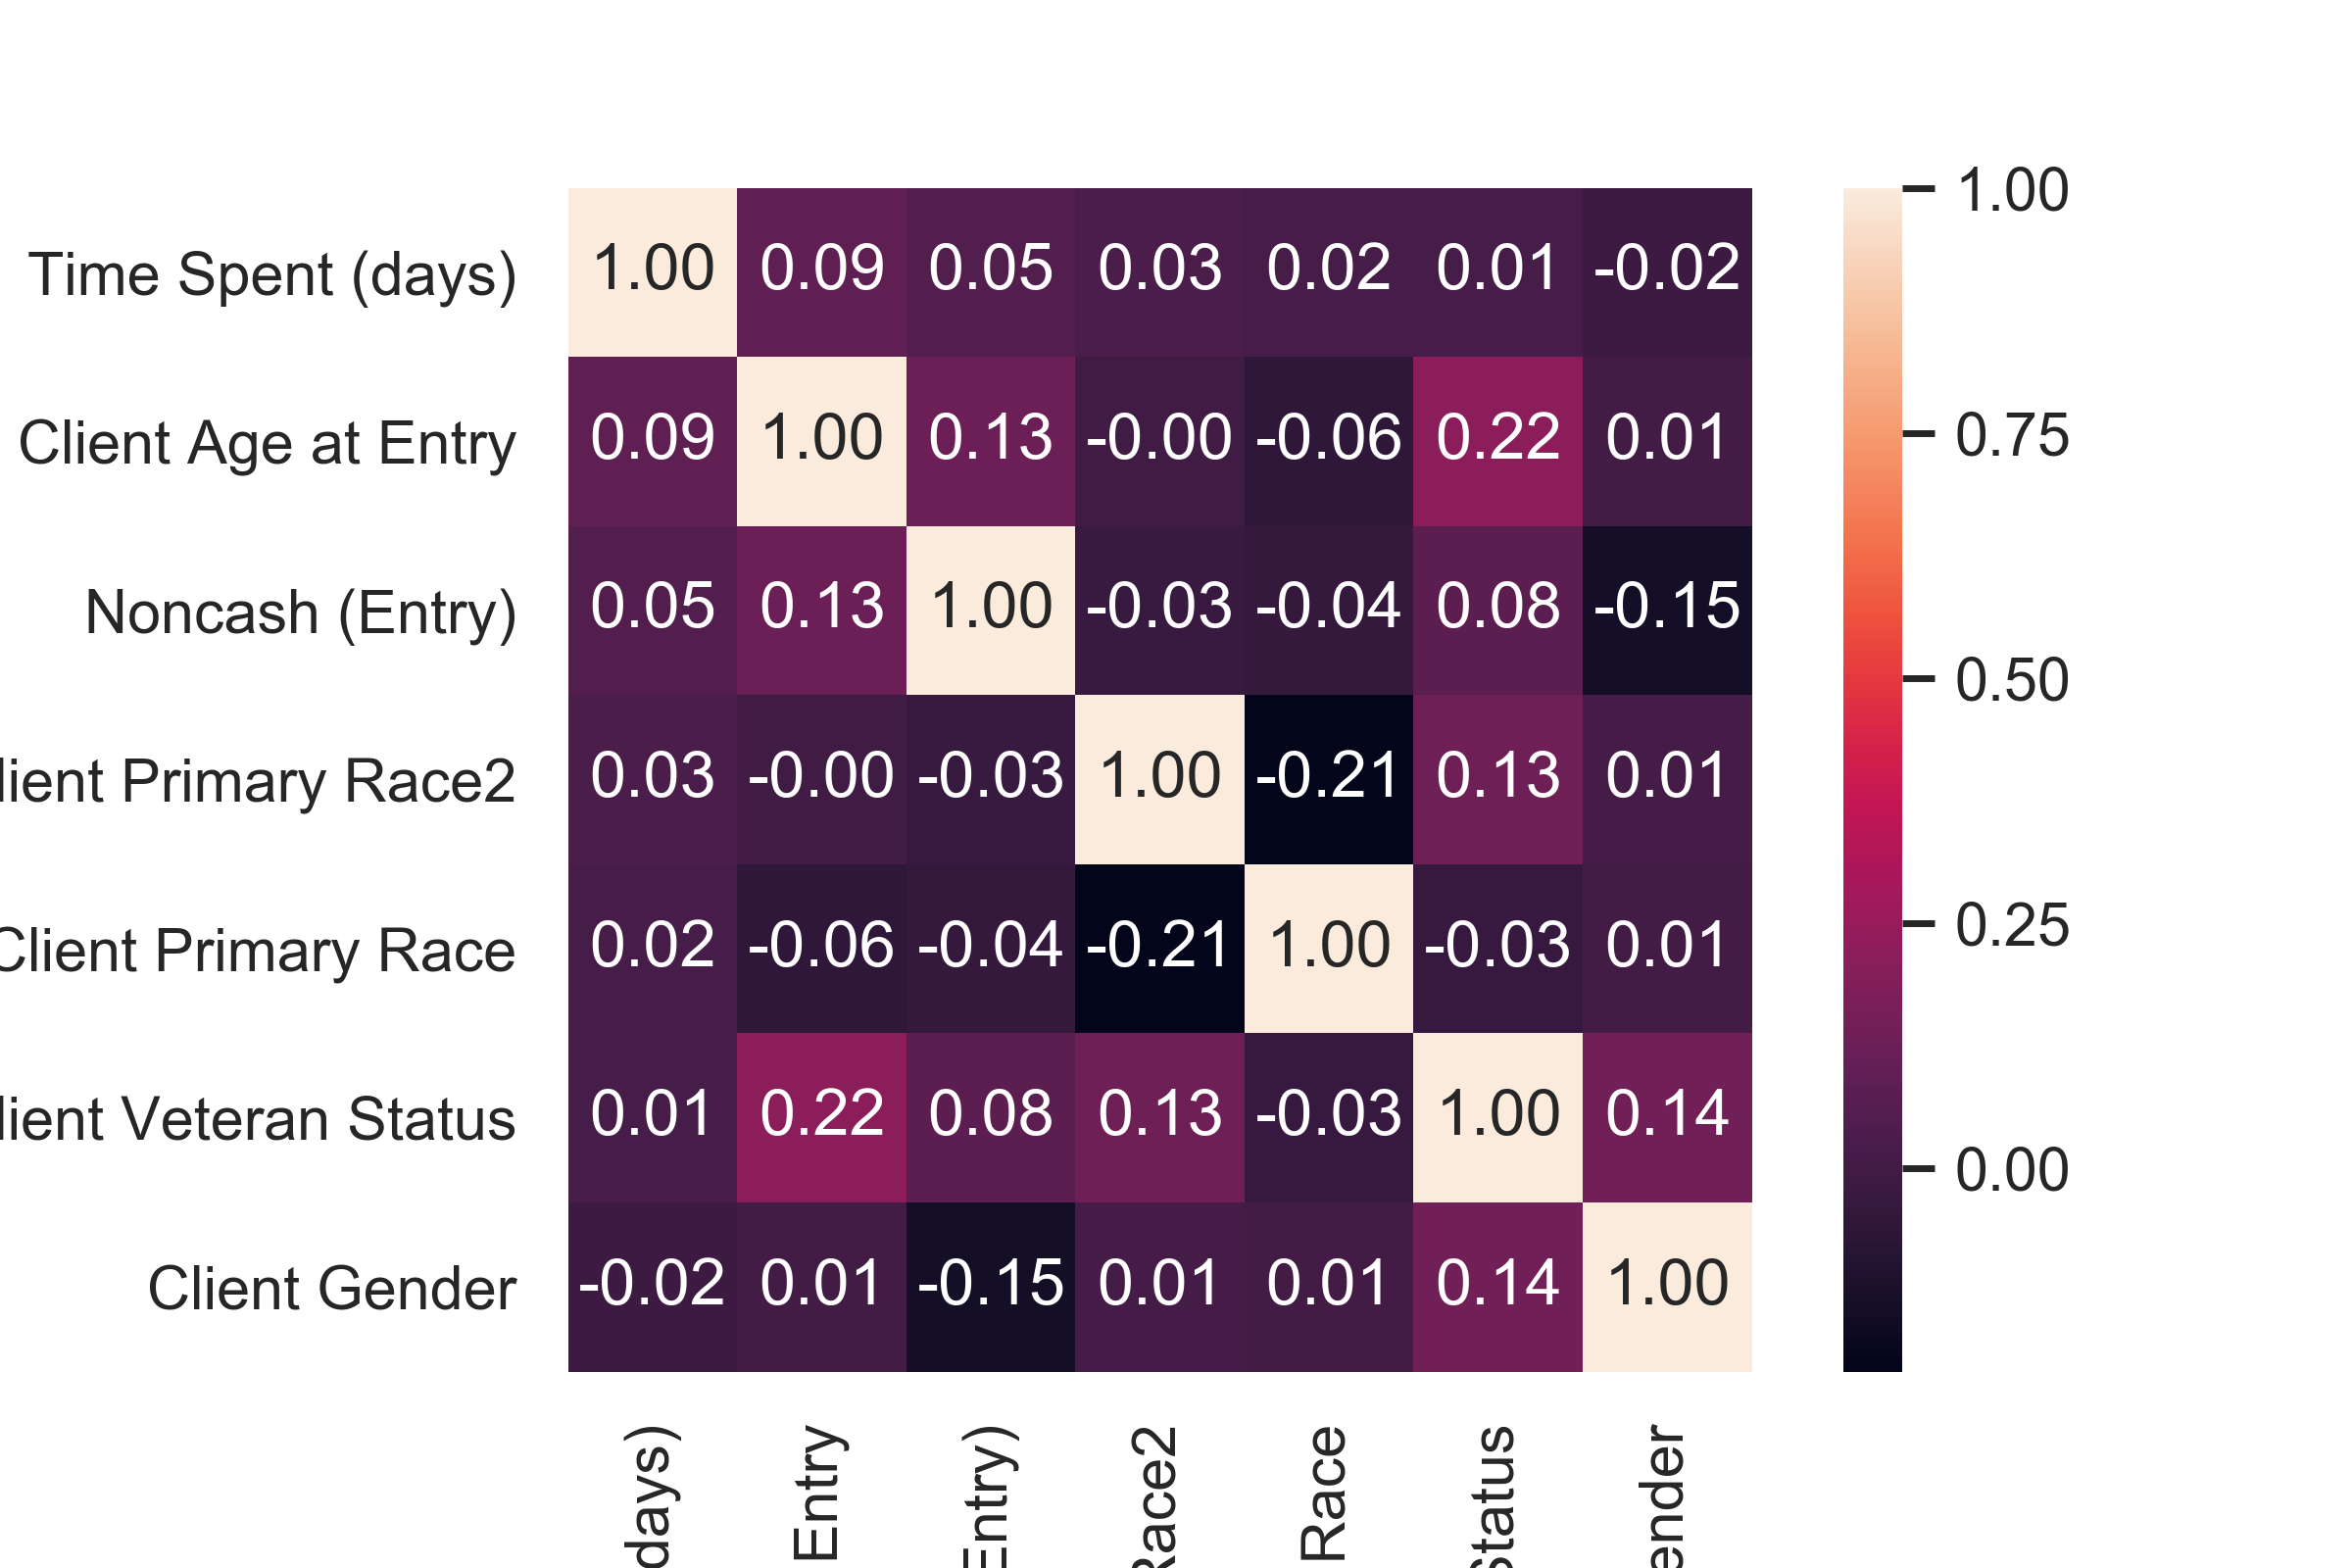 1.00
Time Spent (days) 1.00 0.09 0.05 0.03 0.02 0.01 -0.02
Client Age at Entry 0.09 1.00 0.13 -0.00 -0.06 0.22 0.01
0.75
Noncash (Entry) 0.05 0.13 1.00 -0.03 -0.04 0.08 -0.15
0.50
lient Primary Race2 0.03 -0.00 -0.03 1.00 -0.21 0.13 0.01
Client Primary Race 0.02 -0.06 -0.04 -0.21 1.00 -0.03 0.01
0.25
lient Veteran Status 0.01 0.22 0.08 0.13 -0.03 1.00 0.14
0.00
Client Gender -0.02 0.01 -0.15 0.01 0.01 0.14 1.00
days)
Entry
Entry)
Race2
Race
Status
ender